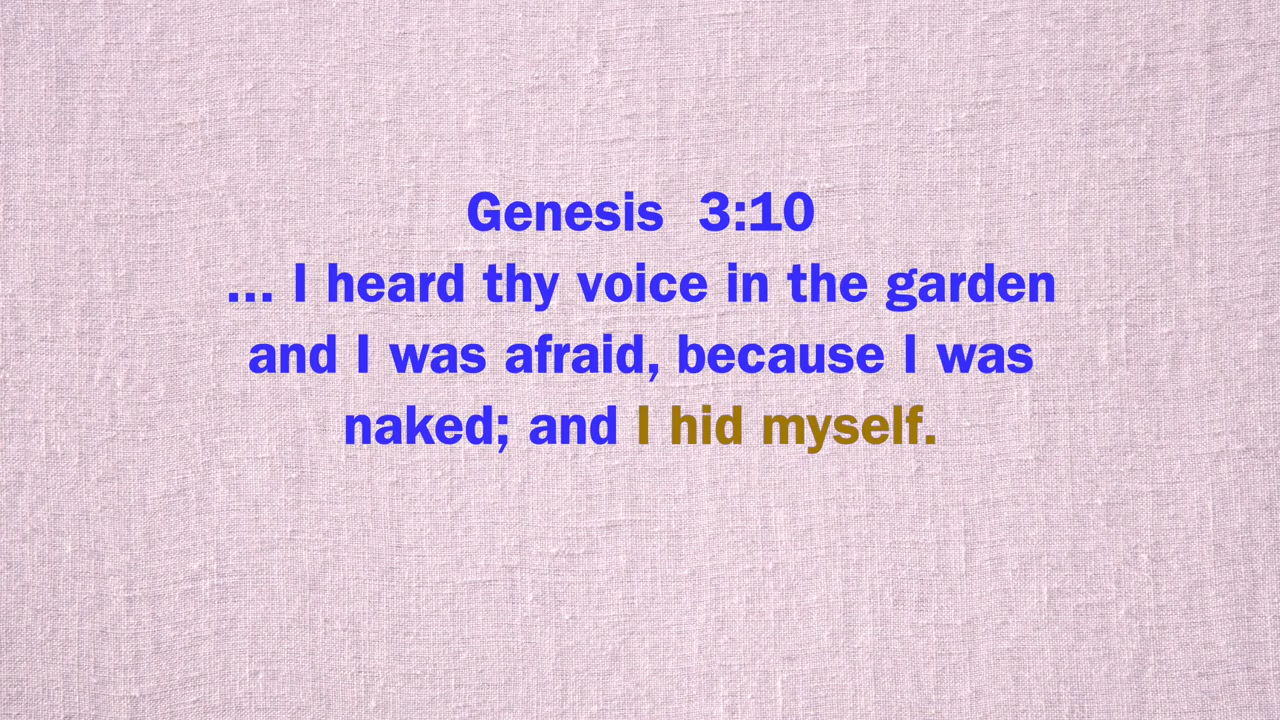 Genesis  3:10
... I heard thy voice in the garden
and I was afraid, because I was
naked; and I hid myself.